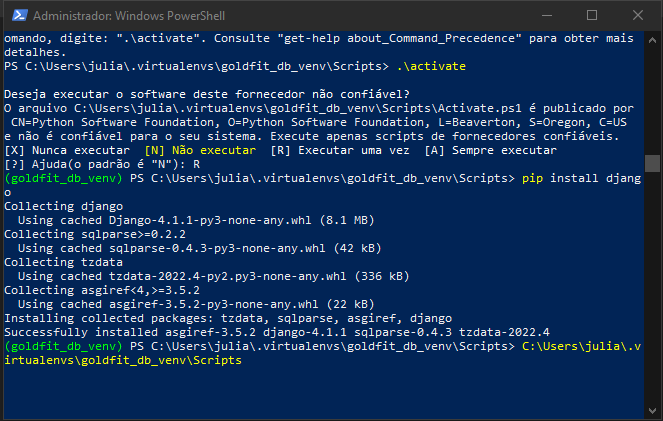 Administrador: Windows PowerShell
omando, digite: ".\activate". Consulte "get-help about_Command_Precedence" para obter mais
detalhes.
PS C:\Users\julia\.virtualenvs\goldfit_db_venv\Scripts> .\activate
Deseja executar o software deste fornecedor não confiável?
O arquivo C:\Users\julia\.virtualenvs\goldfit_db_venv\Scripts\Activate.ps1 é publicado por
CN=Python Software Foundation, O=Python Software Foundation, L=Beaverton, S=Oregon, C=US
e não é confiável para o seu sistema. Execute apenas scripts de fornecedores confiáveis.
[X] Nunca executar  [N] Não executar  [R] Executar uma vez  [A] Sempre executar
[?] Ajuda(o padrão é "N"): R
(goldfit_db_venv) PS C:\Users\julia\.virtualenvs\goldfit_db_venv\Scripts> pip install djang
o
Collecting django
Using cached Django-4.1.1-py3-none-any.whl (8.1 MB)
Collecting sqlparse>=0.2.2
Using cached sqlparse-0.4.3-py3-none-any.whl (42 kB)
Collecting tzdata
Using cached tzdata-2022.4-py2.py3-none-any.whl (336 kB)
Collecting asgiref<4,>=3.5.2
Using cached asgiref-3.5.2-py3-none-any.whl (22 kB)
Installing collected packages: tzdata, sqlparse, asgiref, django
Successfully installed asgiref-3.5.2 django-4.1.1 sqlparse-0.4.3 tzdata-2022.4
(goldfit_db_venv) PS C:\Users\julia\.virtualenvs\goldfit_db_venv\Scripts> C:\Users\julia\.v
irtualenvs\goldfit_db_venv\Scripts